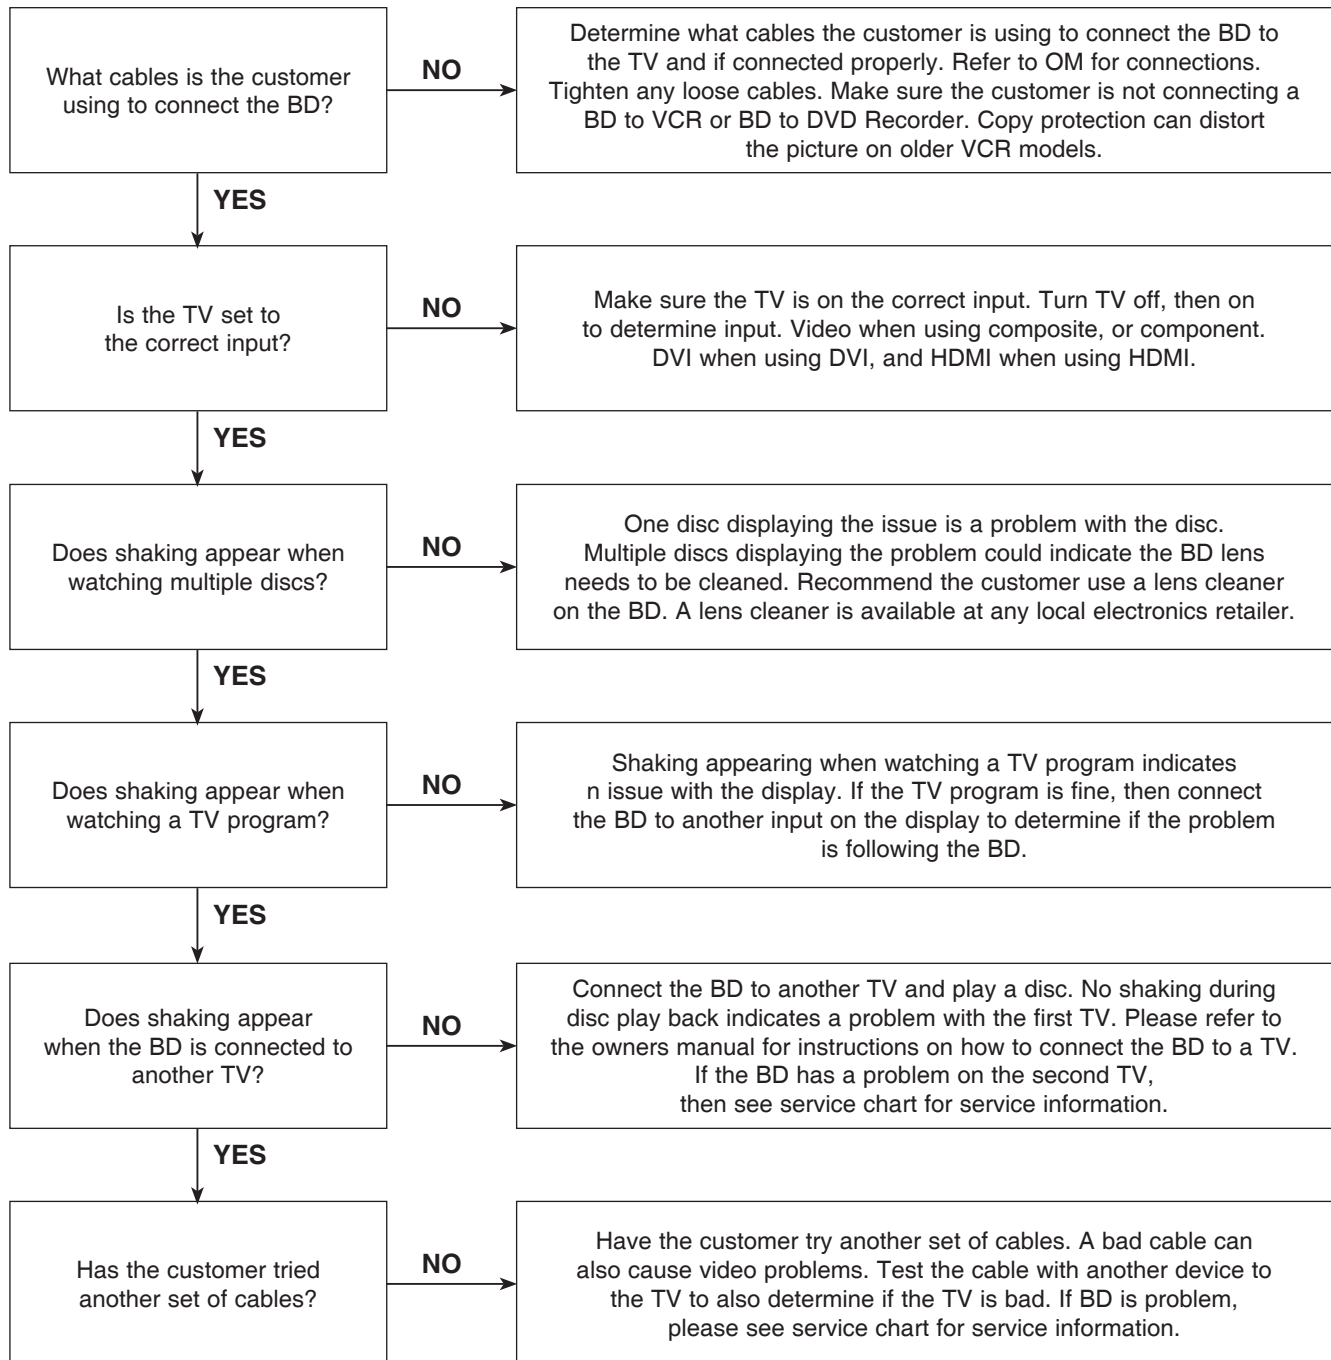 What cables is the customer
using to connect the BD?
NO
Determine what cables the customer is using to connect the BD to
the TV and if connected properly. Refer to OM for connections.
Tighten any loose cables. Make sure the customer is not connecting a
BD to VCR or BD to DVD Recorder. Copy protection can distort
the picture on older VCR models.
YES
Is the TV set to
the correct input?
NO
Make sure the TV is on the correct input. Turn TV off, then on
to determine input. Video when using composite, or component.
DVI when using DVI, and HDMI when using HDMI.
YES
Does shaking appear when
watching multiple discs?
NO
One disc displaying the issue is a problem with the disc.
Multiple discs displaying the problem could indicate the BD lens
needs to be cleaned. Recommend the customer use a lens cleaner
on the BD. A lens cleaner is available at any local electronics retailer.
YES
Does shaking appear when
watching a TV program?
NO
Shaking appearing when watching a TV program indicates
n issue with the display. If the TV program is fine, then connect
the BD to another input on the display to determine if the problem
is following the BD.
YES
Does shaking appear
when the BD is connected to
another TV?
NO
Connect the BD to another TV and play a disc. No shaking during
disc play back indicates a problem with the first TV. Please refer to
the owners manual for instructions on how to connect the BD to a TV.
If the BD has a problem on the second TV,
then see service chart for service information.
YES
Has the customer tried
another set of cables?
NO
Have the customer try another set of cables. A bad cable can
also cause video problems. Test the cable with another device to
the TV to also determine if the TV is bad. If BD is problem,
please see service chart for service information.